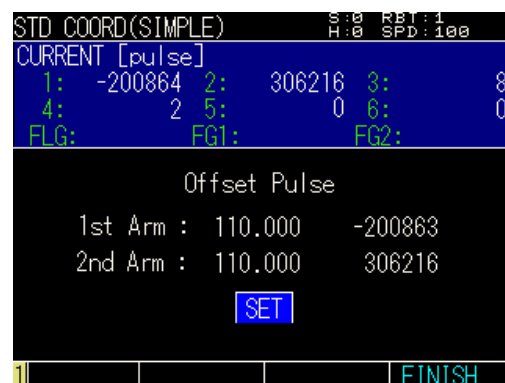 STD COORD(SIMPLE) S:0 RBT:1
H:0 SPD:100
CURRENT [pulse]
1: -200864 2: 306216 3: 8
4: 2 5: 0 6: 0
FLG: FG1: FG2:
Offset Pulse
1st Arm : 110.000 -200863
2nd Arm : 110.000 306216
SET
1 FINISH